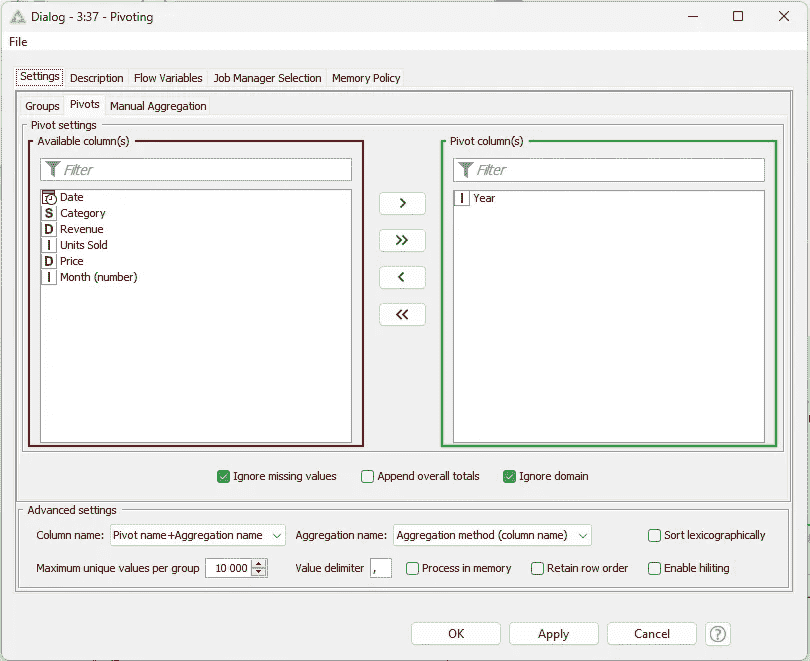 Dialog - 3:37 - Pivoting
File
Settings Description Flow Variables Job Manager Selection Memory Policy
Groups Pivots Manual Aggregation
Pivot settings
Available column(s) Pivot column(s)
Filter Filter
Date Year
S Category
D Revenue
I Units Sold
D Price
I Month (number)
>
>>
<
<<
Ignore missing values Append overall totals Ignore domain
Advanced settings
Column name: Pivot name+Aggregation name Aggregation name: Aggregation method (column name) Sort lexicographically
Maximum unique values per group 10 000 Value delimiter , Process in memory Retain row order Enable hiliting
OK Apply Cancel ?